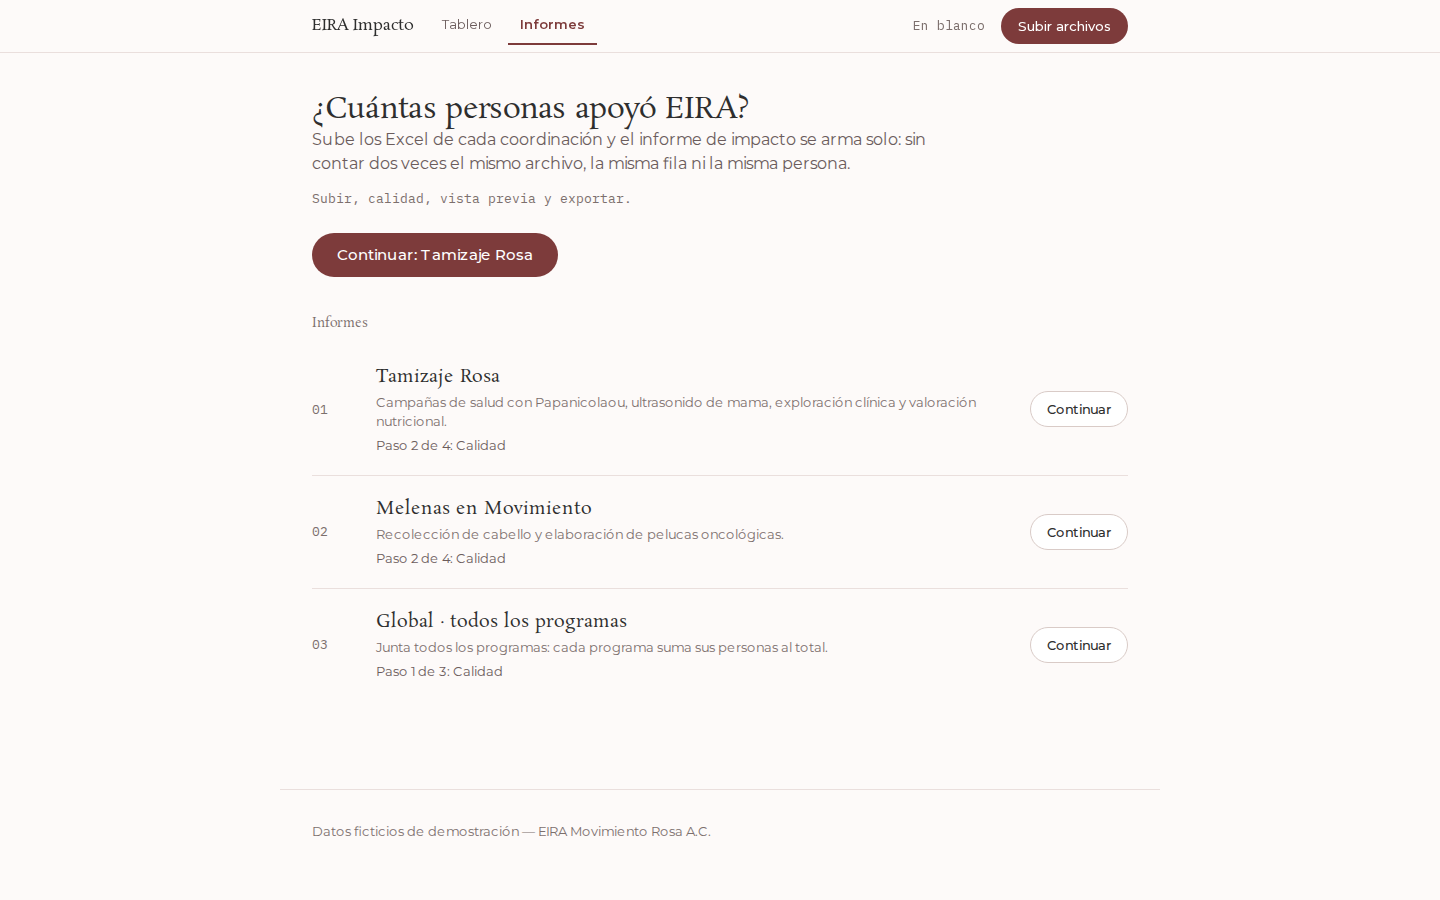 EIRA Impacto
Tablero
Informes
En blanco
Subir archivos
¿Cuántas personas apoyó EIRA?
Sube los Excel de cada coordinación y el informe de impacto se arma solo: sin
contar dos veces el mismo archivo, la misma fila ni la misma persona.
Subir, calidad, vista previa y exportar.
Continuar: Tamizaje Rosa
Informes
01
Tamizaje Rosa
Campañas de salud con Papanicolaou, ultrasonido de mama, exploración clínica y valoración
nutricional.
Paso 2 de 4: Calidad
Continuar
02
Melenas en Movimiento
Recolección de cabello y elaboración de pelucas oncológicas.
Paso 2 de 4: Calidad
Continuar
03
Global · todos los programas
Junta todos los programas: cada programa suma sus personas al total.
Paso 1 de 3: Calidad
Continuar
Datos ficticios de demostración — EIRA Movimiento Rosa A.C.